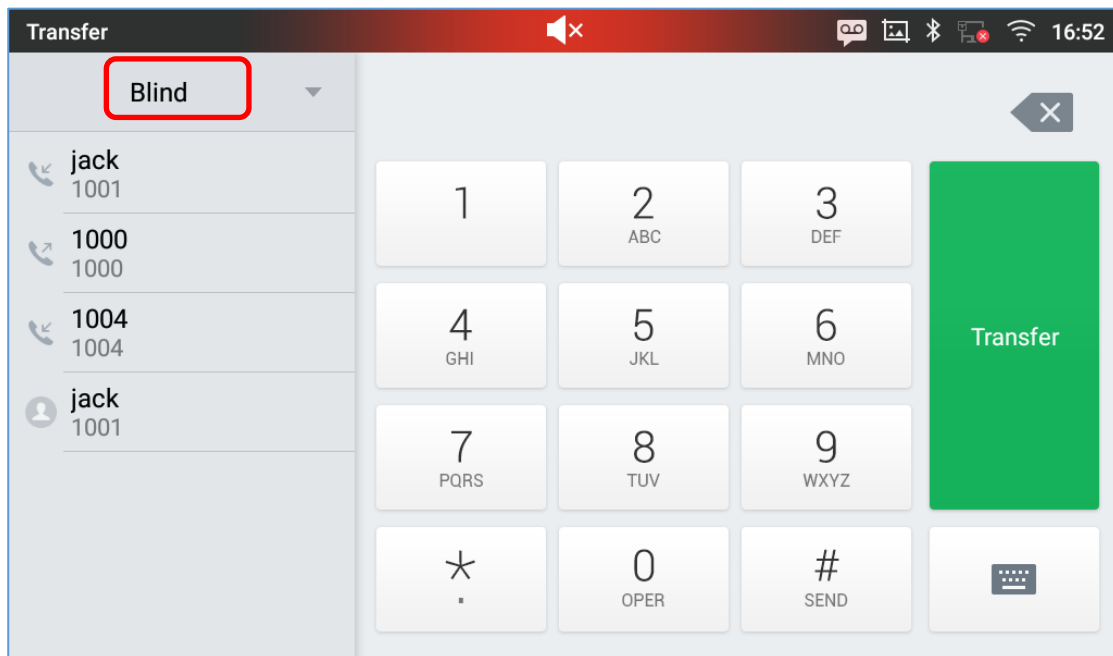 Transfer
16:52
Blind
jack
1001
1000
1000
1004
1004
jack
1001
1
2
ABC
3
DEF
4
GHI
5
JKL
6
MNO
7
PQRS
8
TUV
9
WXYZ
*
.
0
OPER
#
SEND
Transfer